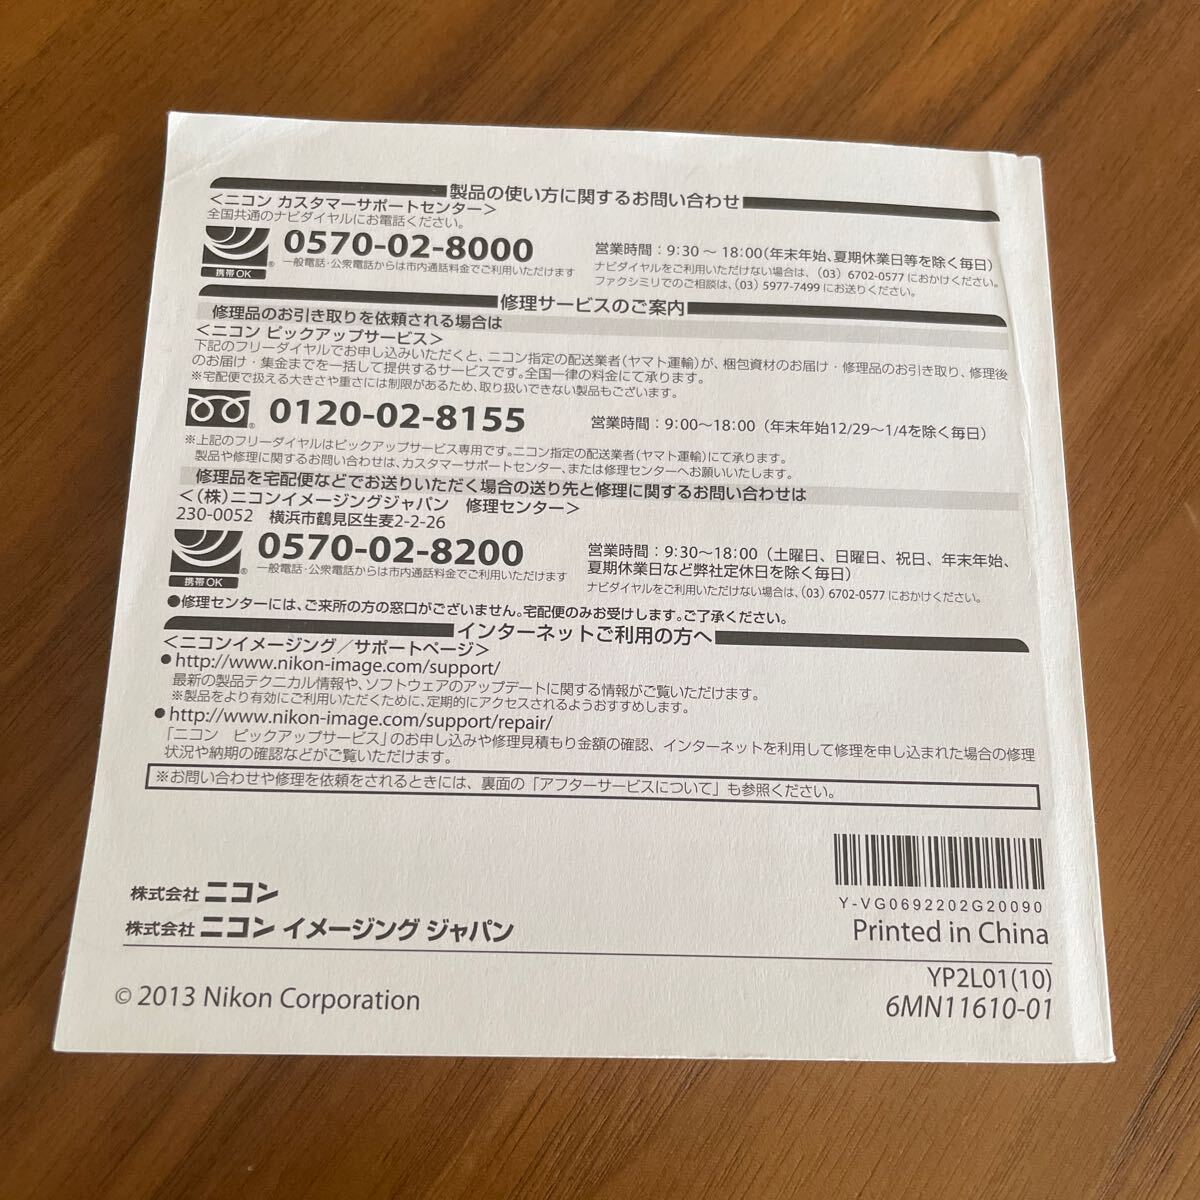 製品の使い方に関するお問い合わせ
<ニコン カスタマーサポートセンター>
全国共通のナビダイヤルにお電話ください。
携帯OK
0570-02-8000
一般電話・公衆電話からは市内通話料金でご利用いただけます
営業時間：9:30～18:00(年末年始、夏期休業日等を除く毎日)
ナビダイヤルをご利用いただけない場合は、(03) 6702-0577 におかけください。
ファクシミリでのご相談は、(03) 5977-7499 にお送りください。
修理サービスのご案内
修理品のお引き取りを依頼される場合は
<ニコン ピックアップサービス>
下記のフリーダイヤルでお申し込みいただくと、ニコン指定の配送業者(ヤマト運輸)が、梱包資材のお届け・修理品のお引き取り、修理後
のお届け・集金までを一括して提供するサービスです。全国一律の料金にて承ります。
※宅配便で扱える大きさや重さには制限があるため、取り扱いできない製品もございます。
0120-02-8155
営業時間：9:00～18:00（年末年始12/29～1/4を除く毎日）
※上記のフリーダイヤルはピックアップサービス専用です。ニコン指定の配送業者(ヤマト運輸)にて承ります。
製品や修理に関するお問い合わせは、カスタマーサポートセンター、または修理センターへお願いいたします。
修理品を宅配便などでお送りいただく場合の送り先と修理に関するお問い合わせは
<（株）ニコンイメージングジャパン　修理センター>
230-0052　横浜市鶴見区生麦2-2-26
携帯OK
0570-02-8200
一般電話・公衆電話からは市内通話料金でご利用いただけます
営業時間：9:30～18:00（土曜日、日曜日、祝日、年末年始、
夏期休業日など弊社定休日を除く毎日）
ナビダイヤルをご利用いただけない場合は、(03) 6702-0577 におかけください。
●修理センターには、ご来所の方の窓口がございません。宅配便のみお受けします。ご了承ください。
インターネットご利用の方へ
<ニコンイメージング／サポートページ>
●http://www.nikon-image.com/support/
最新の製品テクニカル情報や、ソフトウェアのアップデートに関する情報がご覧いただけます。
※製品をより有効にご利用いただくために、定期的にアクセスされるようおすすめします。
●http://www.nikon-image.com/support/repair/
「ニコン　ピックアップサービス」のお申し込みや修理見積もり金額の確認、インターネットを利用して修理を申し込まれた場合の修理
状況や納期の確認などがご覧いただけます。
※お問い合わせや修理を依頼をされるときには、裏面の「アフターサービスについて」も参照ください。
Y-VG0692202G20090
株式会社 ニコン
株式会社 ニコン イメージング ジャパン
Printed in China
YP2L01(10)
6MN11610-01
© 2013 Nikon Corporation